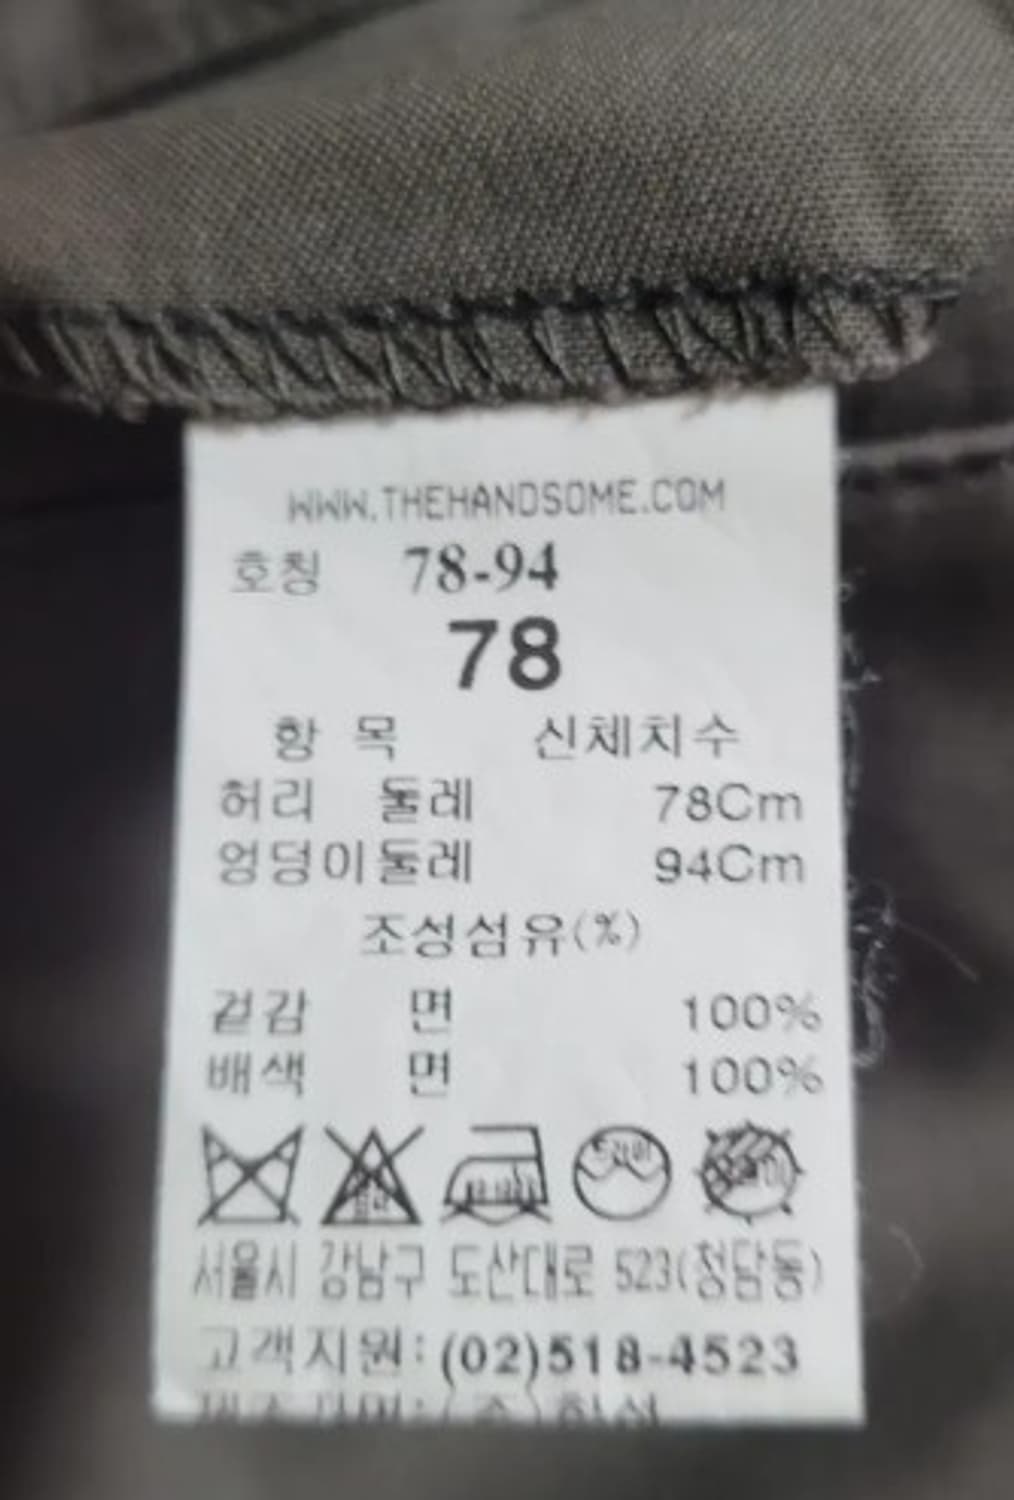 WWW.THEHANDSOME.COM
호칭 78-94
78
항 목 신체치수
허리 둘레 78Cm
엉덩이둘레 94Cm
조성섬유(%)
겉감 면 100%
배색 면 100%
드라이
서울시 강남구 도산대로 523(청담동)
고객지원: (02)518-4523